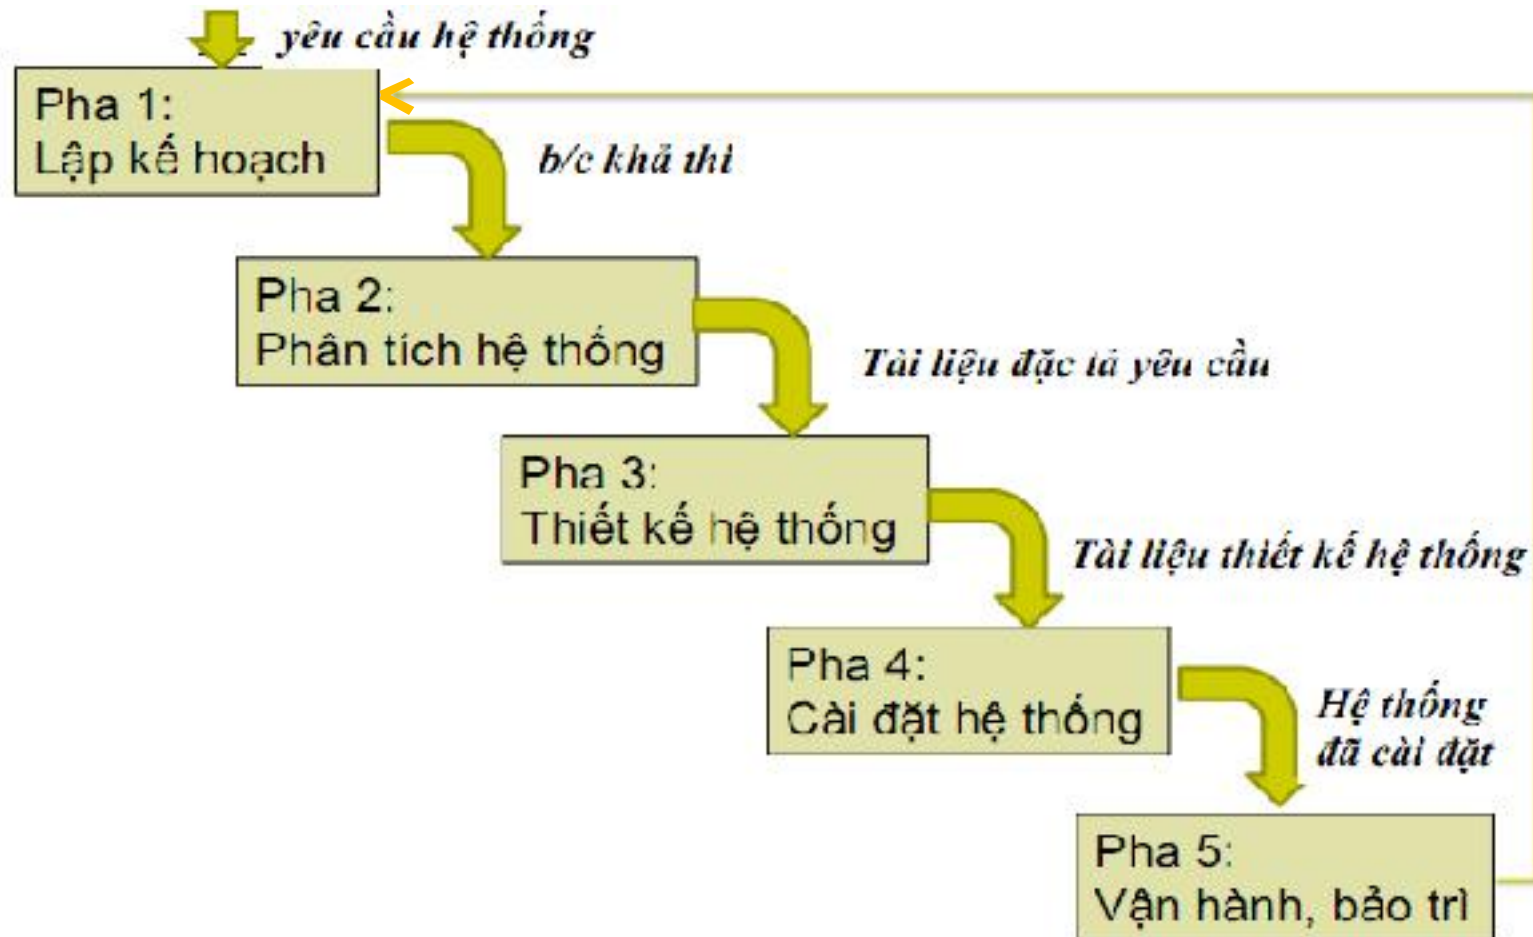 yêu cầu hệ thống
Pha 1:
Lập kế hoạch
b/c khả thi
Pha 2:
Phân tích hệ thống
Tài liệu đặc tả yêu cầu
Pha 3:
Thiết kế hệ thống
Tài liệu thiết kế hệ thống
Pha 4:
Cài đặt hệ thống
Hệ thống
đã cài đặt
Pha 5:
Vận hành, bảo trì